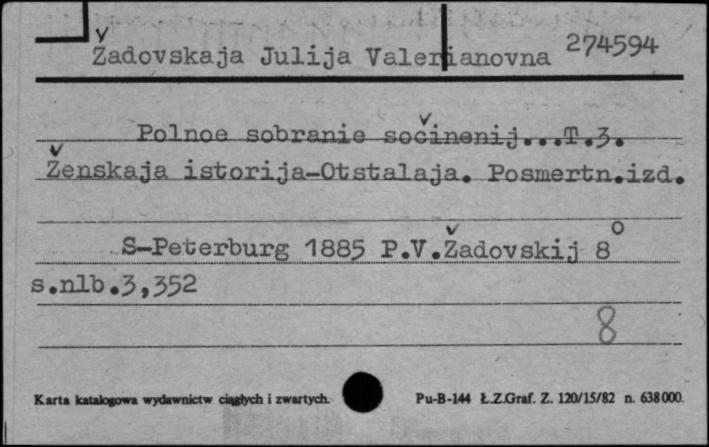 Žadovskaja Julija Valerianovna 274594
Polnoe sobranie sočinenij...T.3.
Ženskaja istorija-Otstalaja. Posmertn.izd.
S-Peterburg 1885 P.V.Žadovskij 8°
s.nlb.3,352
8
Karta katalogowa wydawnictw ciągłych i zwartych.
Pu-B-144 Ł.Z.Graf. Z. 120/15/82 n. 638000.